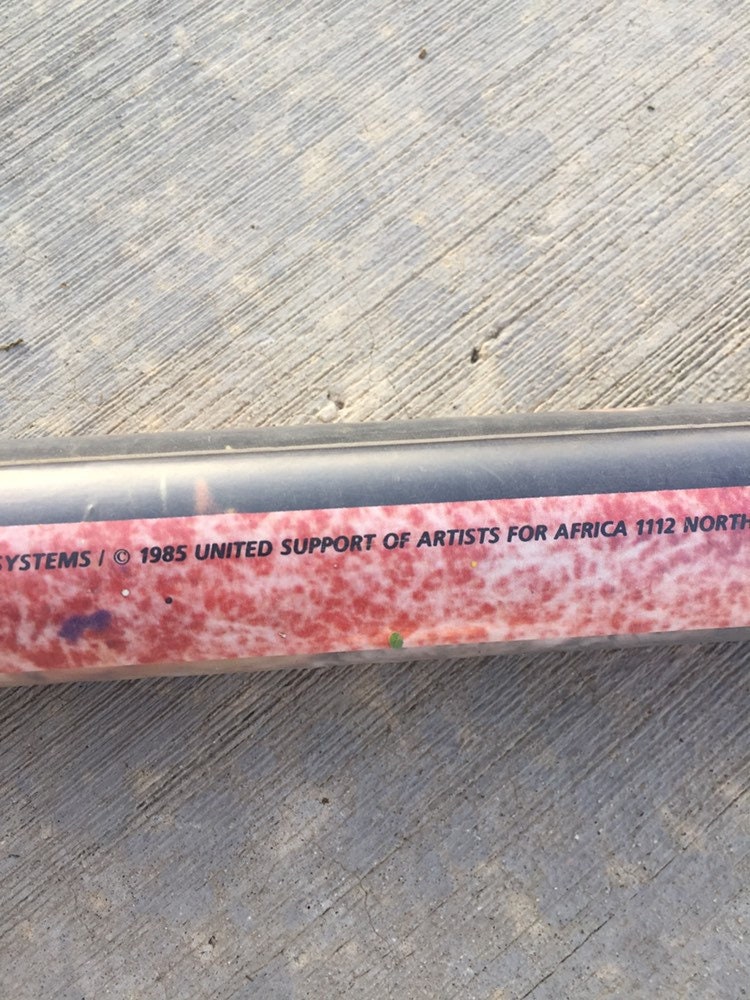 SYSTEMS / © 1985 UNITED SUPPORT OF ARTISTS FOR AFRICA 1112 NORTH